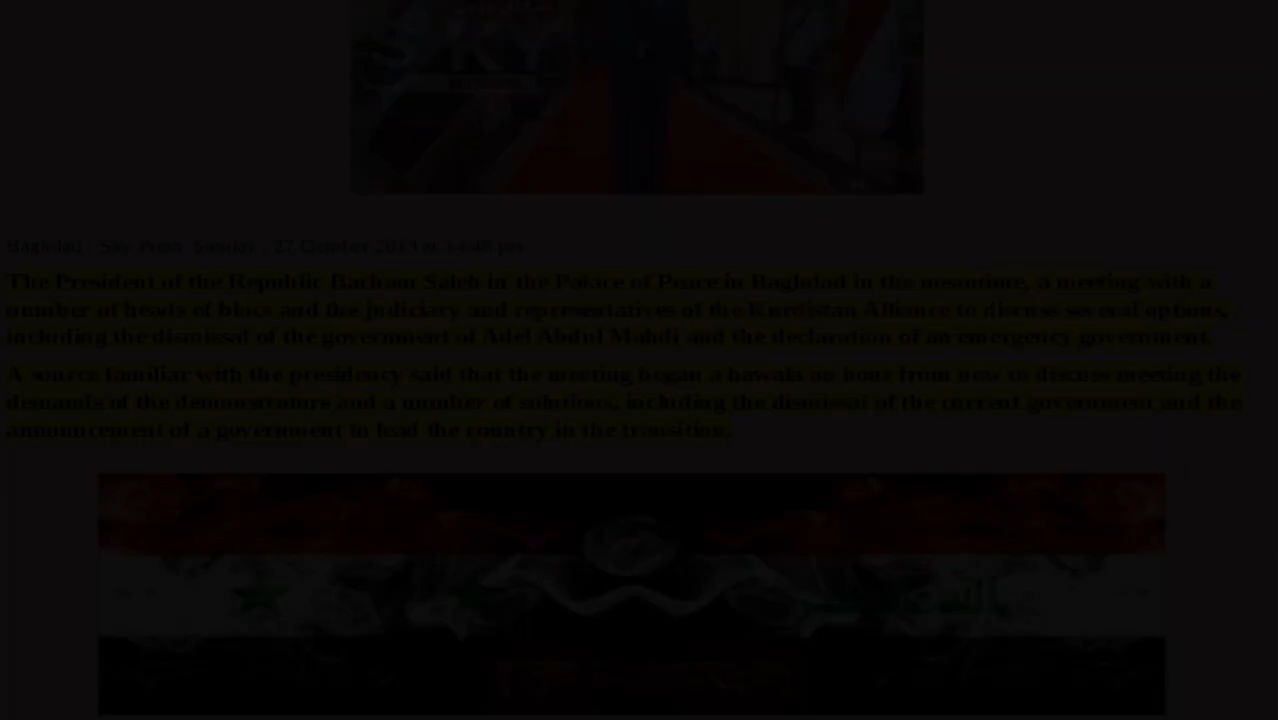 SKY
Baghdad / Sky Press: Sunday, 27 October 2019 at pm
The President of the Republic Barham Saleh in the Palace of Peace in Baghdad in the meantime, a meeting with a
number of heads of blocs and the judiciary and representatives of the Kurdistan Alliance to discuss several options,
including the dismissal of the government of Adel Abdul Mahdi and the declaration of an emergency government.
A source familiar with the presidency said that the meeting began a hawala an hour from now to discuss meeting the
demands of the demonstrators and a number of solutions, including the dismissal of the current government and the
announcement of a government to lead the country in the transition.